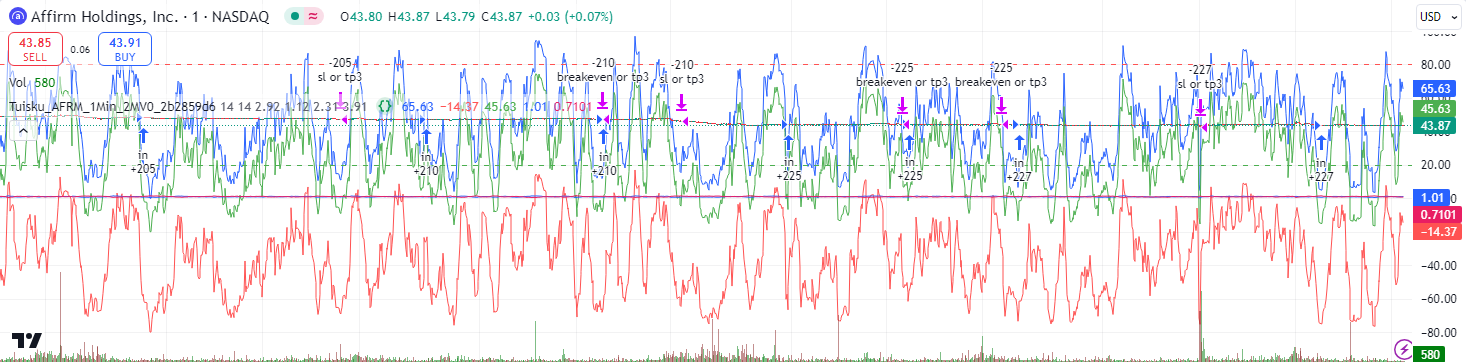 Affirm Holdings, Inc. · 1 · NASDAQ O43.80 H43.87 L43.79 C43.87 +0.03 (+0.07%)
USD
43.85
SELL
0.06
43.91
BUY
Vol 580
Tuisku_AFRM_1Min_2MV0_2b2859d6 14 14 2.92 1.12 2.31 3.91 65.63 −14.37 45.63 1.01 0.7101
-205
sl or tp3
-210
breakeven or tp3
-210
sl or tp3
-225
breakeven or tp3
-225
breakeven or tp3
-227
sl or tp3
in
+205
in
+210
in
+210
in
+225
in
+225
in
+227
in
+227
80.00
65.63
45.63
43.87
20.00
1.01
0.7101
−14.37
−40.00
−60.00
−80.00
580